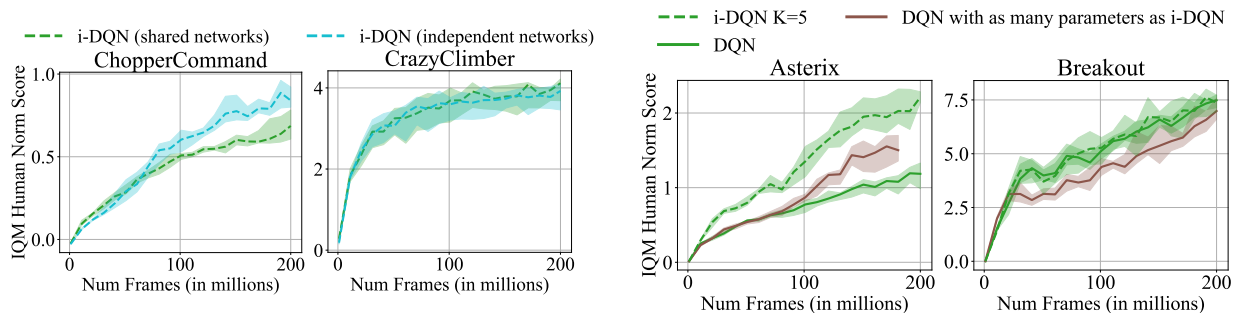 i-DQN (shared networks) i-DQN (independent networks)
ChopperCommand CrazyClimber
IQM Human Norm Score
1.0
0.5
0.0
0 100 200
Num Frames (in millions)
4
2
0
0 100 200
Num Frames (in millions)
i-DQN K=5 DQN with as many parameters as i-DQN
DQN
Asterix Breakout
IQM Human Norm Score
2
1
0
0 100 200
Num Frames (in millions)
7.5
5.0
2.5
0.0
0 100 200
Num Frames (in millions)